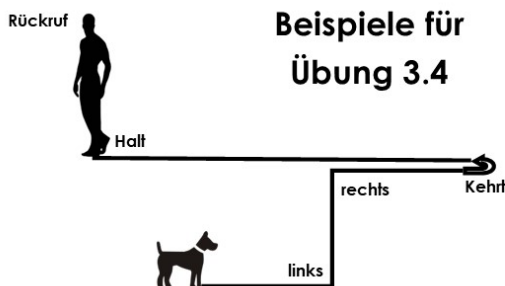 Rückruf
Beispiele für
Übung 3.4
Halt
rechts
Kehrt
links